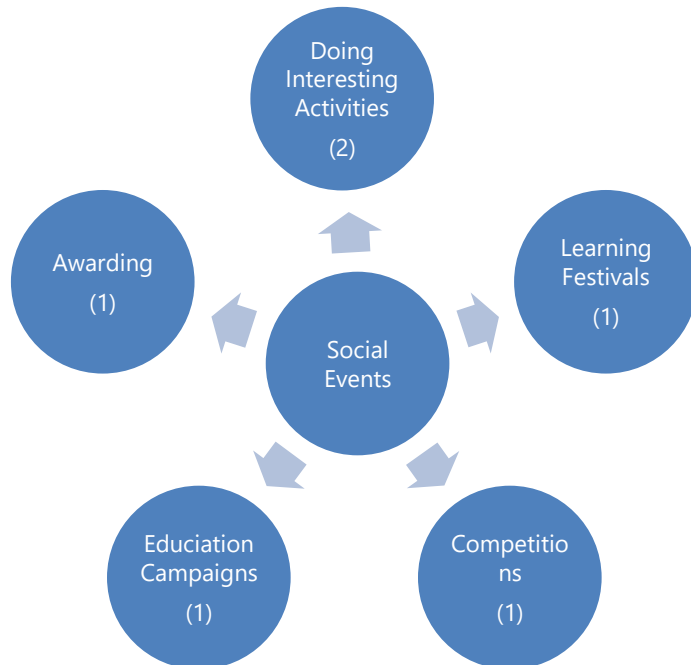 Doing
Interesting
Activities
(2)
Awarding
(1)
Learning
Festivals
(1)
Social
Events
Educiation
Campaigns
(1)
Competitio
ns
(1)